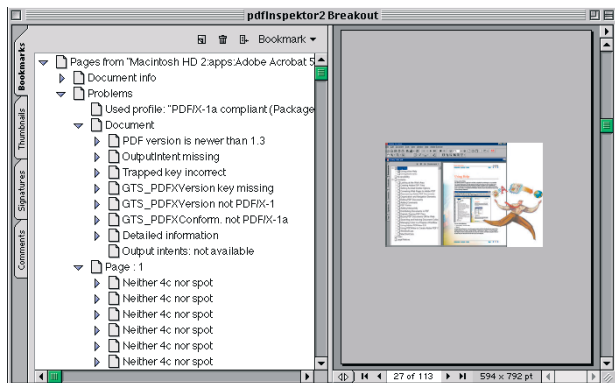 pdfInspektor2 Breakout
Bookmark
Bookmarks
Thumbnails
Signatures
Comments
Pages from "Macintosh HD 2:apps:Adobe Acrobat 5
Document info
Problems
Used profile: "PDF/X-1a compliant (Package
Document
PDF version is newer than 1.3
OutputIntent missing
Trapped key incorrect
GTS_PDFXVersion key missing
GTS_PDFXVersion not PDF/X-1
GTS_PDFXConform. not PDF/X-1a
Detailed information
Output intents: not available
Page : 1
Neither 4c nor spot
Neither 4c nor spot
Neither 4c nor spot
Neither 4c nor spot
Neither 4c nor spot
Neither 4c nor spot
27 of 113
594 x 792 pt